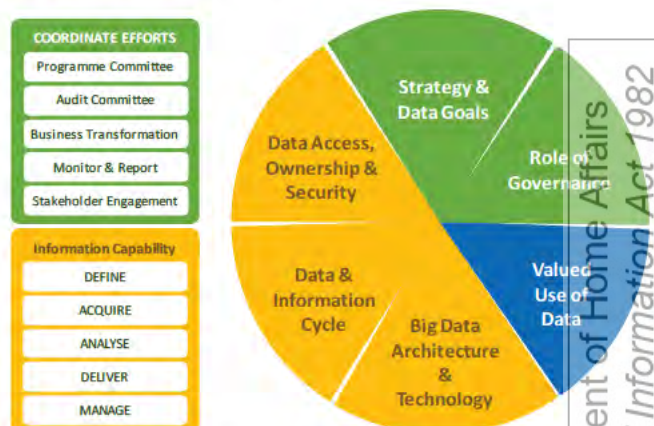 COORDINATE EFFORTS
Programme Committee
Audit Committee
Business Transformation
Monitor & Report
Stakeholder Engagement
Information Capability
DEFINE
ACQUIRE
ANALYSE
DELIVER
MANAGE
Strategy &
Data Goals
Role of
Governance
Valued
Use of
Data
Big Data
Architecture
&
Technology
Data &
Information
Cycle
Data Access,
Ownership &
Security
ent of Home Affairs
Information Act 1982